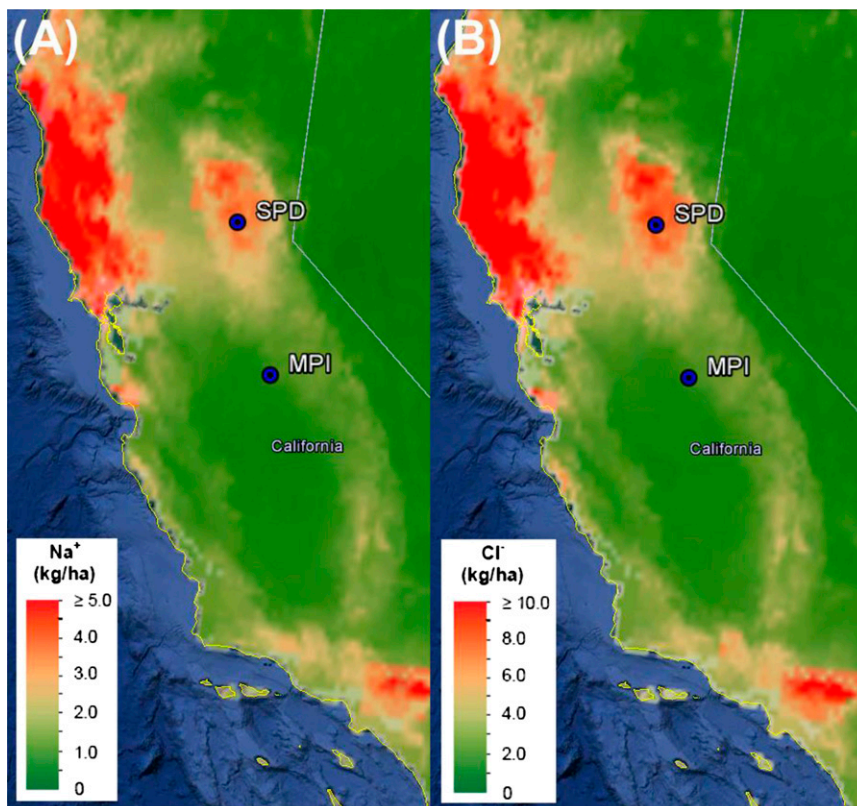 (A)
SPD
MPI
California
Na⁺
(kg/ha)
≥ 5.0
4.0
3.0
2.0
1.0
0
(B)
SPD
MPI
California
Cl⁻
(kg/ha)
≥ 10.0
8.0
6.0
4.0
2.0
0